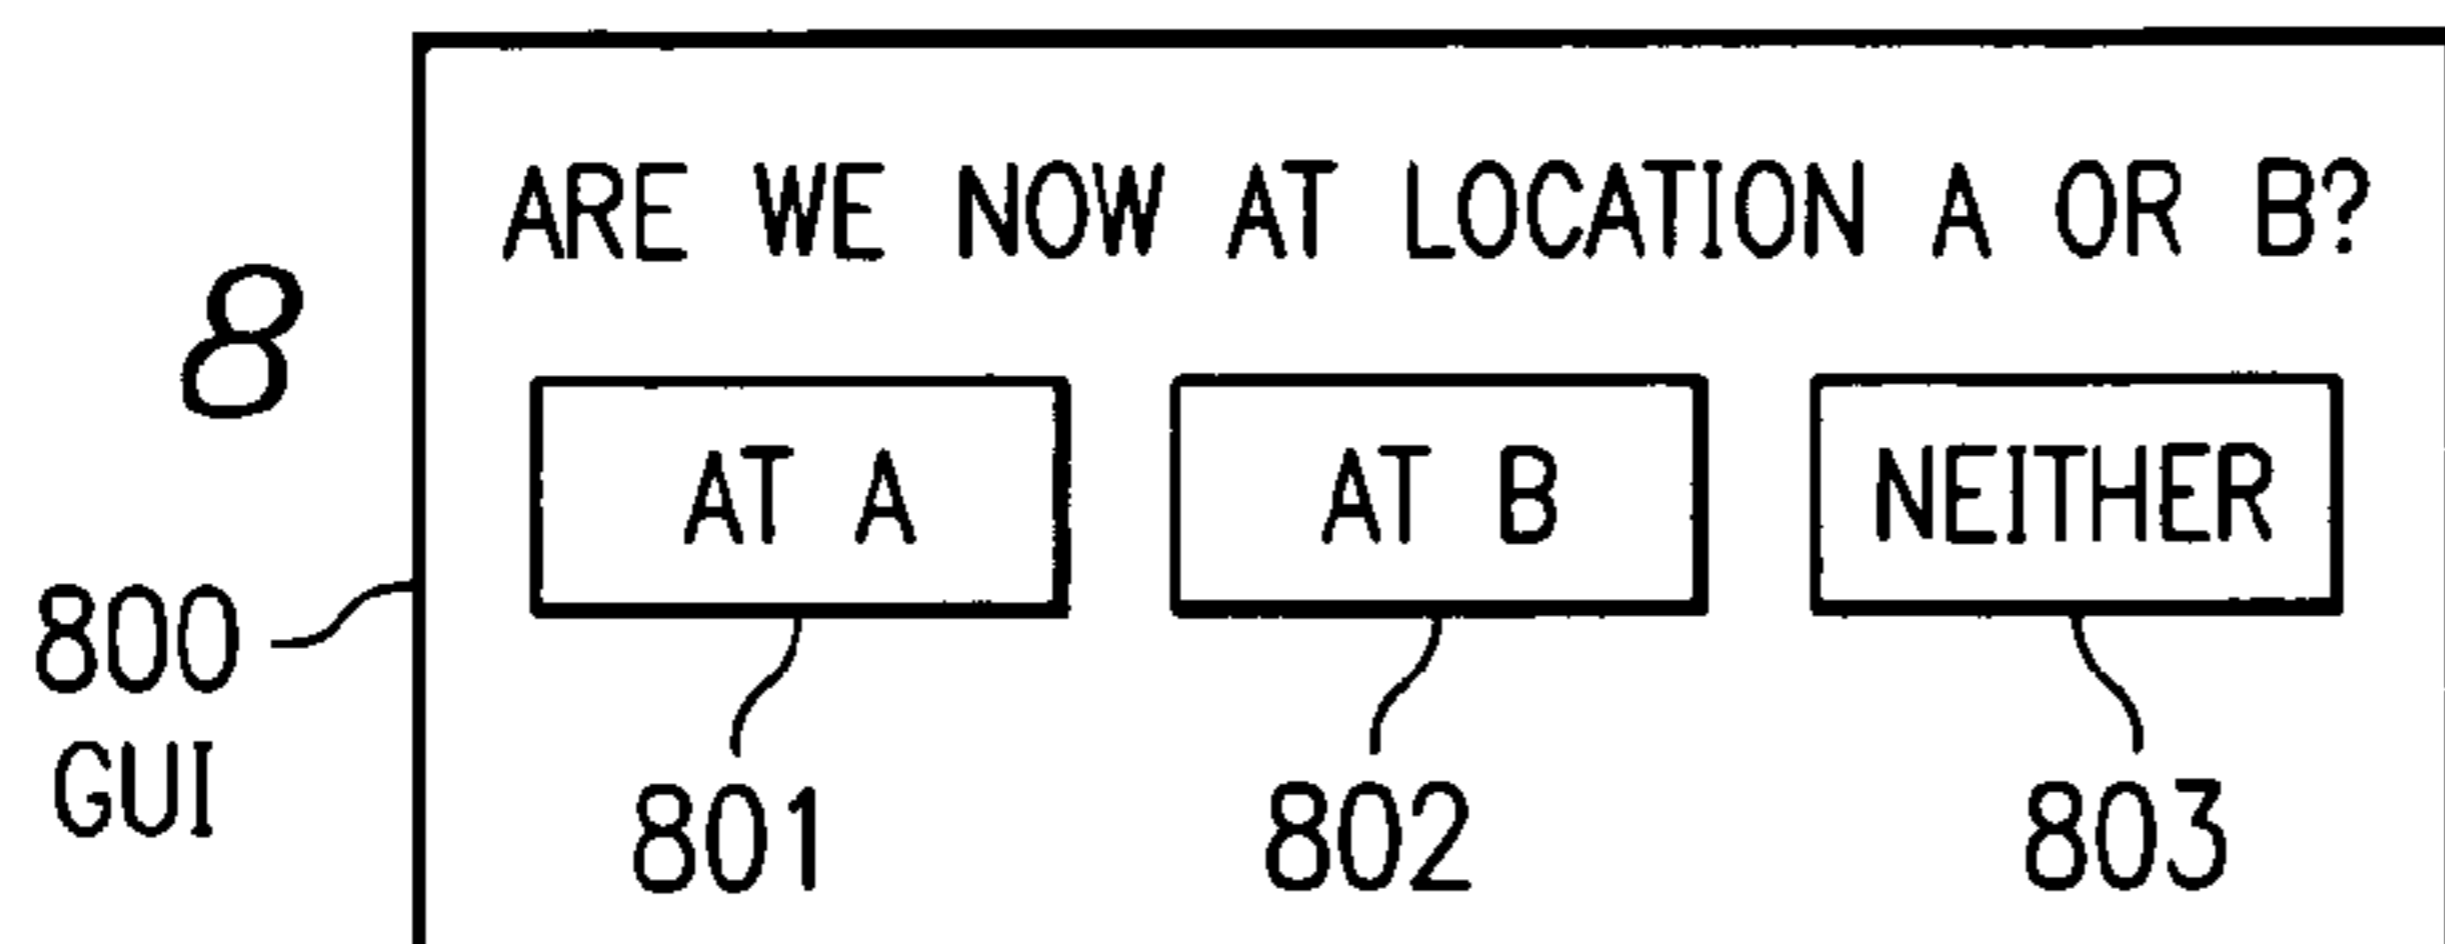 ARE WE NOW AT LOCATION A OR B?
8
AT A AT B NEITHER
800
GUI
801 802 803